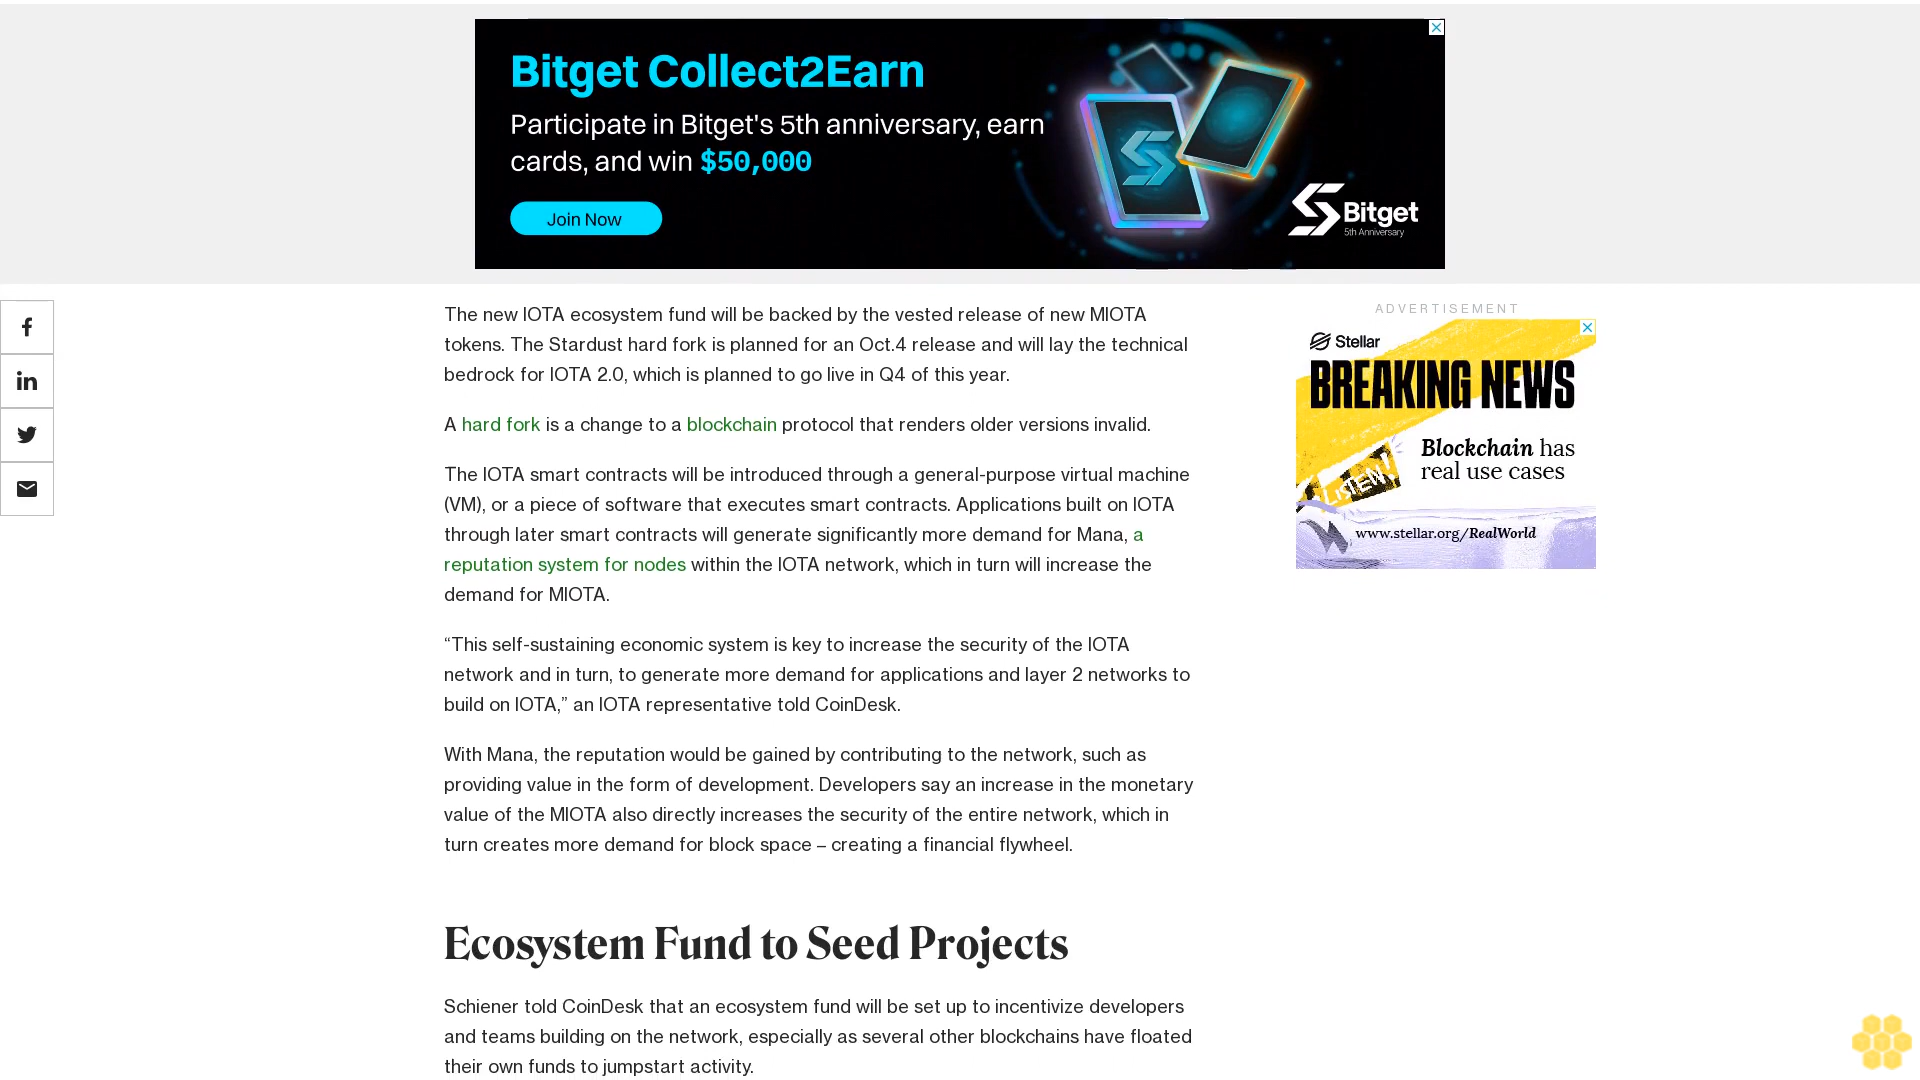 Bitget Collect2Earn
Participate in Bitget's 5th anniversary, earn
cards, and win $50,000
Join Now
Bitget
5th Anniversary
The new IOTA ecosystem fund will be backed by the vested release of new MIOTA
tokens. The Stardust hard fork is planned for an Oct.4 release and will lay the technical
bedrock for IOTA 2.0, which is planned to go live in Q4 of this year.
A hard fork is a change to a blockchain protocol that renders older versions invalid.
The IOTA smart contracts will be introduced through a general-purpose virtual machine
(VM), or a piece of software that executes smart contracts. Applications built on IOTA
through later smart contracts will generate significantly more demand for Mana, a
reputation system for nodes within the IOTA network, which in turn will increase the
demand for MIOTA.
“This self-sustaining economic system is key to increase the security of the IOTA
network and in turn, to generate more demand for applications and layer 2 networks to
build on IOTA,” an IOTA representative told CoinDesk.
With Mana, the reputation would be gained by contributing to the network, such as
providing value in the form of development. Developers say an increase in the monetary
value of the MIOTA also directly increases the security of the entire network, which in
turn creates more demand for block space – creating a financial flywheel.
Ecosystem Fund to Seed Projects
Schiener told CoinDesk that an ecosystem fund will be set up to incentivize developers
and teams building on the network, especially as several other blockchains have floated
their own funds to jumpstart activity.
ADVERTISEMENT
Stellar
BREAKING NEWS
Blockchain has
real use cases
LISTEN!
www.stellar.org/RealWorld